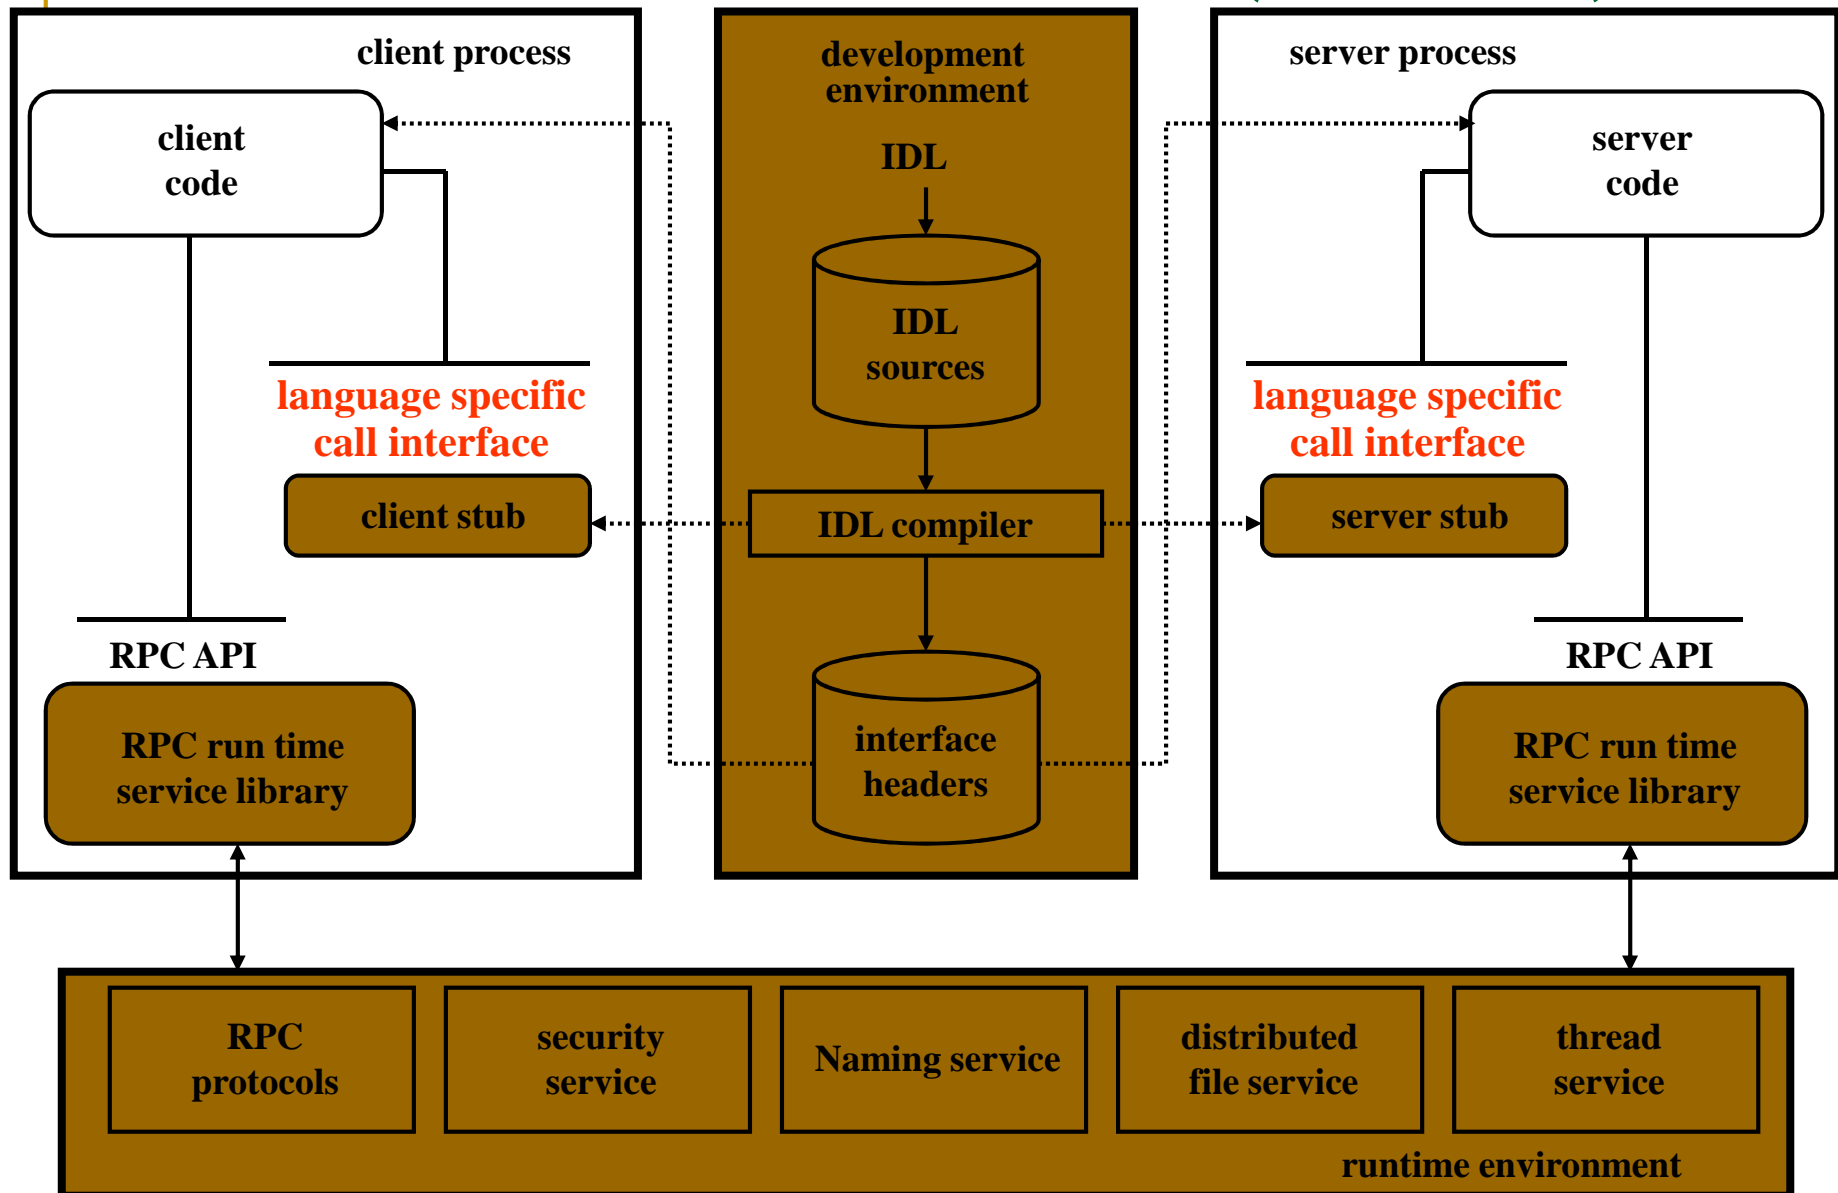 client process
client
code
language specific
call interface
client stub
RPC API
RPC run time
service library
development
environment
IDL
IDL
sources
IDL compiler
interface
headers
server process
server
code
language specific
call interface
server stub
RPC API
RPC run time
service library
RPC
protocols
security
service
Naming service
distributed
file service
thread
service
runtime environment